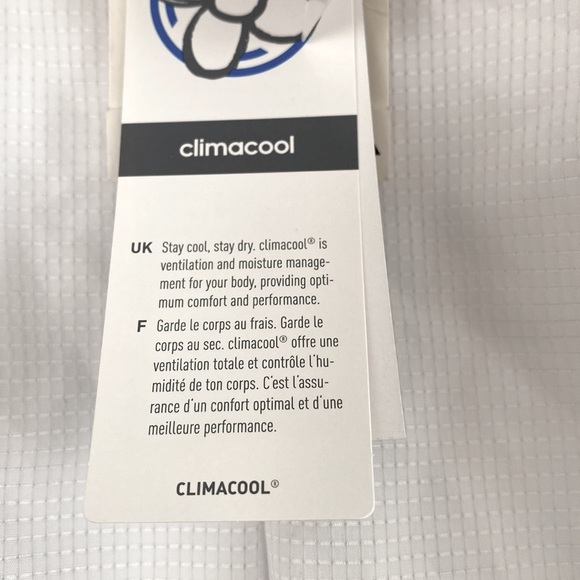 climacool
UK Stay cool, stay dry. climacool® is
ventilation and moisture manage-
ment for your body, providing opti-
mum comfort and performance.
F Garde le corps au frais. Garde le
corps au sec. climacool® offre une
ventilation totale et contrôle l'hu-
midité de ton corps. C'est l'assu-
rance d'un confort optimal et d'une
meilleure performance.
CLIMACOOL®